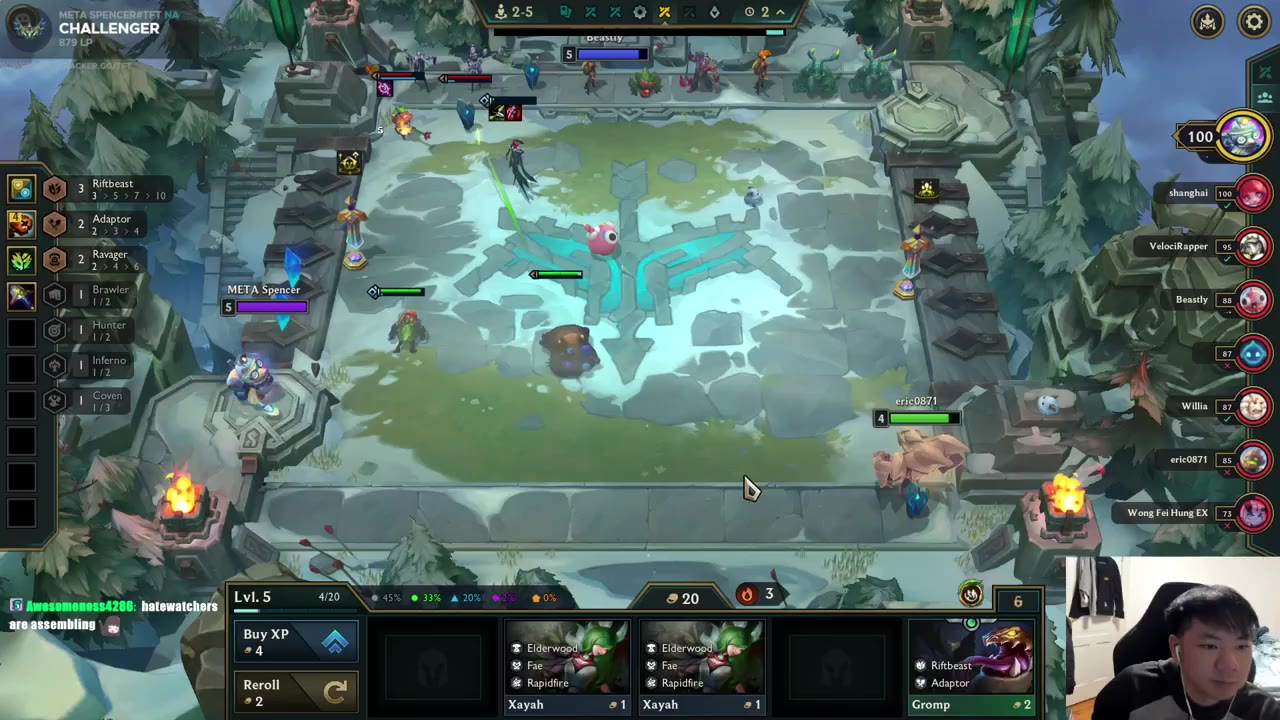 META SPENCER#TFT NA
CHALLENGER
879 LP
2-5
2
Beastly
5
100
shanghai 100
VelociRapper 95
Beastly 88
87
Willia 87
eric0871 85
Wong Fei Hung EX 73
3 Riftbeast
3 > 5 > 7 > 10
2 Adaptor
2 > 3 > 4
2 Ravager
2 > 4 > 6
1 Brawler
1 / 2
1 Hunter
1 / 2
1 Inferno
1 / 2
1 Coven
1 / 3
META Spencer
5
eric0871
4
Awesomeness4286: hatewatchers
are assembling
Lvl. 5 4/20
45% 33% 20% 2% 0%
20
3
6
Buy XP
4
Reroll
2
Elderwood
Fae
Rapidfire
Xayah 1
Elderwood
Fae
Rapidfire
Xayah 1
Riftbeast
Adaptor
Gromp 2